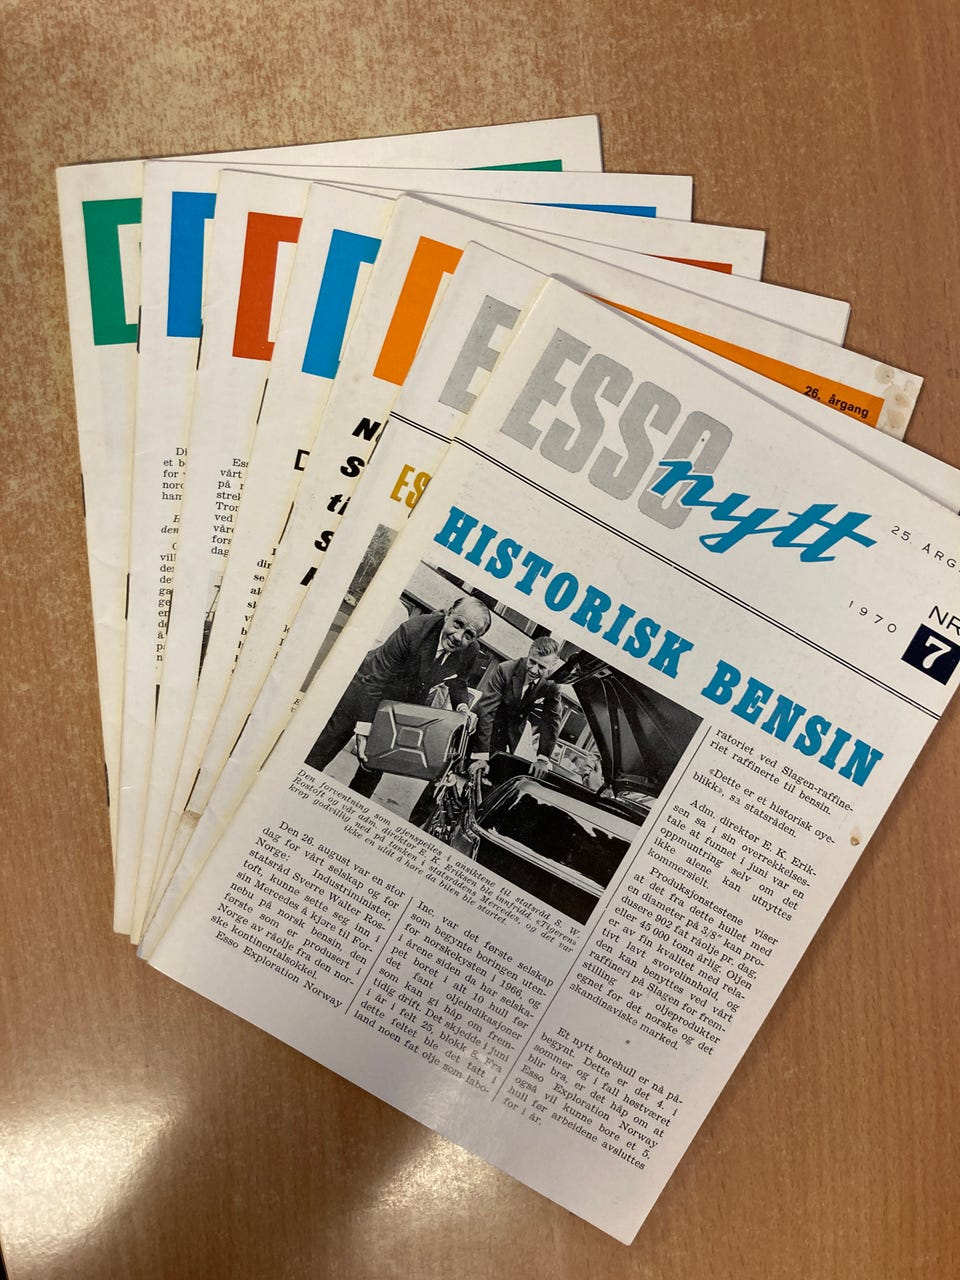 ESSO
nytt
25. ÅRG
1970
NR
7
HISTORISK BENSIN
Den forventning som gjenspeiles i ansiktene til statsråd S. W.
Rostoft og vår adm. direktør E. K. Eriksen ble innfridd. «Tigeren»
krøp godvillig ned på tanken i statsrådens Mercedes, og det var
ikke en uldt å høre da bilen ble startet.
Den 26. august var en stor
dag for vårt selskap og for
Norge: Industriminister,
statsråd Sverre Walter Ros-
toft, kunne sette seg inn i
sin Mercedes å kjøre til For-
nebu på norsk bensin, den
første som er produsert i
Norge av råolje fra den nor-
ske kontinentalsokkel.
Esso Exploration Norway
Inc. var det første selskap
som begynte boringen uten-
for norskekysten i 1966, og
i årene siden da har selska-
pet boret i alt 10 hull før
det fant oljeindikasjoner
som kan gi håp om frem-
tidig drift. Det skjedde i juni
i år i felt 25, blokk 8. Fra
dette feltet ble det tatt i
land noen fat olje som labo-
ratoriet ved Slagen-raffine-
riet raffinerte til bensin.
«Dette er et historisk øye-
blikk», sa statsråden.
Adm. direktør E. K. Erik-
sen sa i sin overrekkelses-
tale at funnet i juni var en
oppmuntring selv om det
ikke alene kan utnyttes
kommersielt.
Produksjonstestene viser
at det fra dette hullet med
en diameter på 3/8" kan pro-
dusere 902 fat råolje pr. dag,
eller 45 000 tonn årlig. Oljen
er av fin kvalitet med rela-
tivt lavt svovelinnhold, og
den kan benyttes ved vårt
raffineri på Slagen for frem-
stilling av oljeprodukter
egnet for det norske og det
skandinaviske marked.
Et nytt borehull er nå på-
begynt. Dette er det 4. i
sommer og i fall høstværet
blir bra, er det håp om at
Esso Exploration Norway
også vil kunne bore et 5.
hull før arbeidene avsluttes
for i år.
26. årgang
E
ES